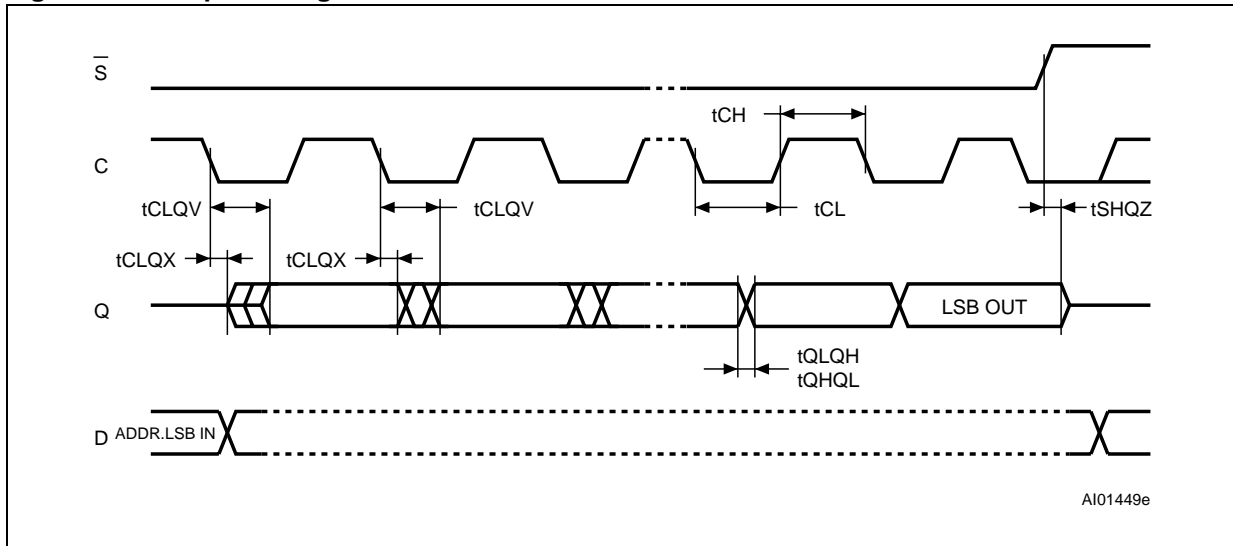 S
tCH
C
tCLQV
tCLQV
tCL
tSHQZ
tCLQX
tCLQX
Q
LSB OUT
tQLQH
tQHQL
D
ADDR.LSB IN
AI01449e